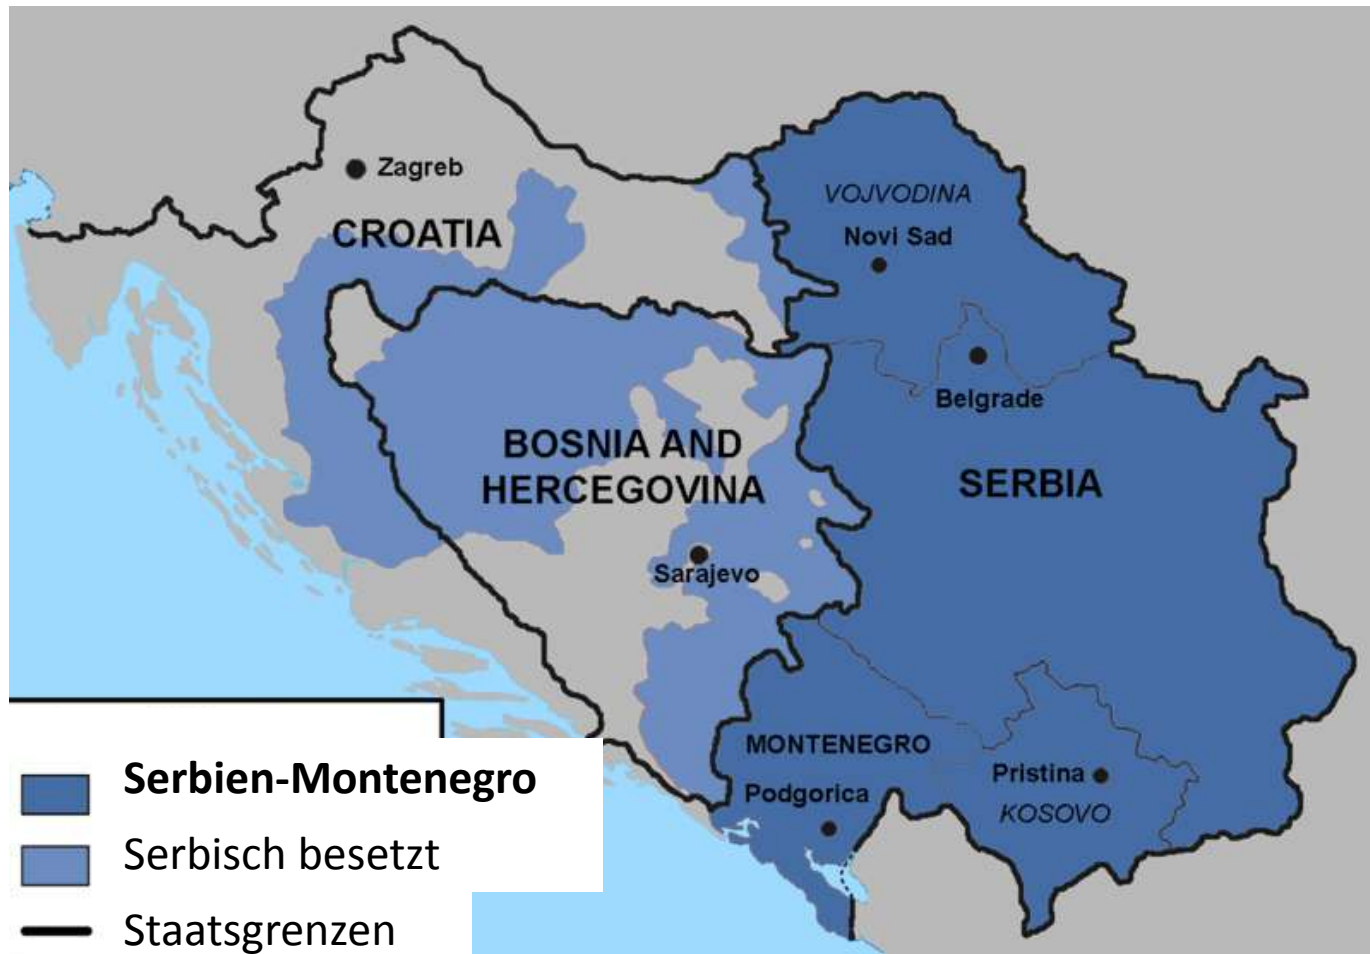 Zagreb
CROATIA
VOJVODINA
Novi Sad
Belgrade
BOSNIA AND
HERCEGOVINA
SERBIA
Sarajevo
MONTENEGRO
Podgorica
Pristina
KOSOVO
Serbien-Montenegro
Serbisch besetzt
Staatsgrenzen